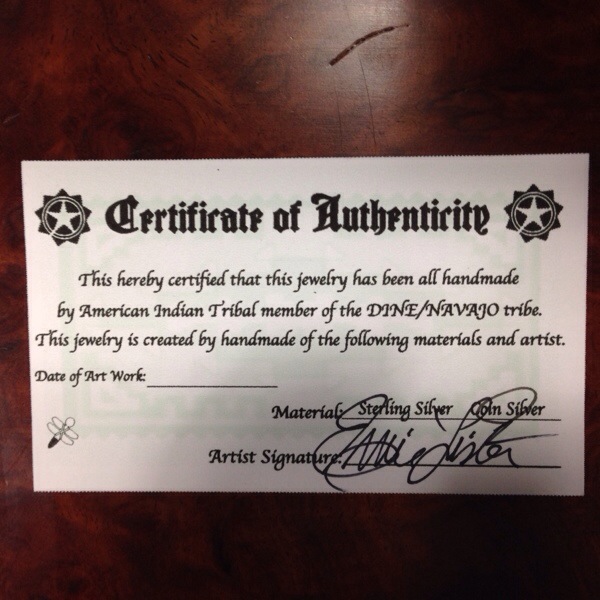 Certificate of Authenticity
This hereby certified that this jewelry has been all handmade
by American Indian Tribal member of the DINE/NAVAJO tribe.
This jewelry is created by handmade of the following materials and artist.
Date of Art Work:
Material: Sterling Silver Coin Silver
Artist Signature: